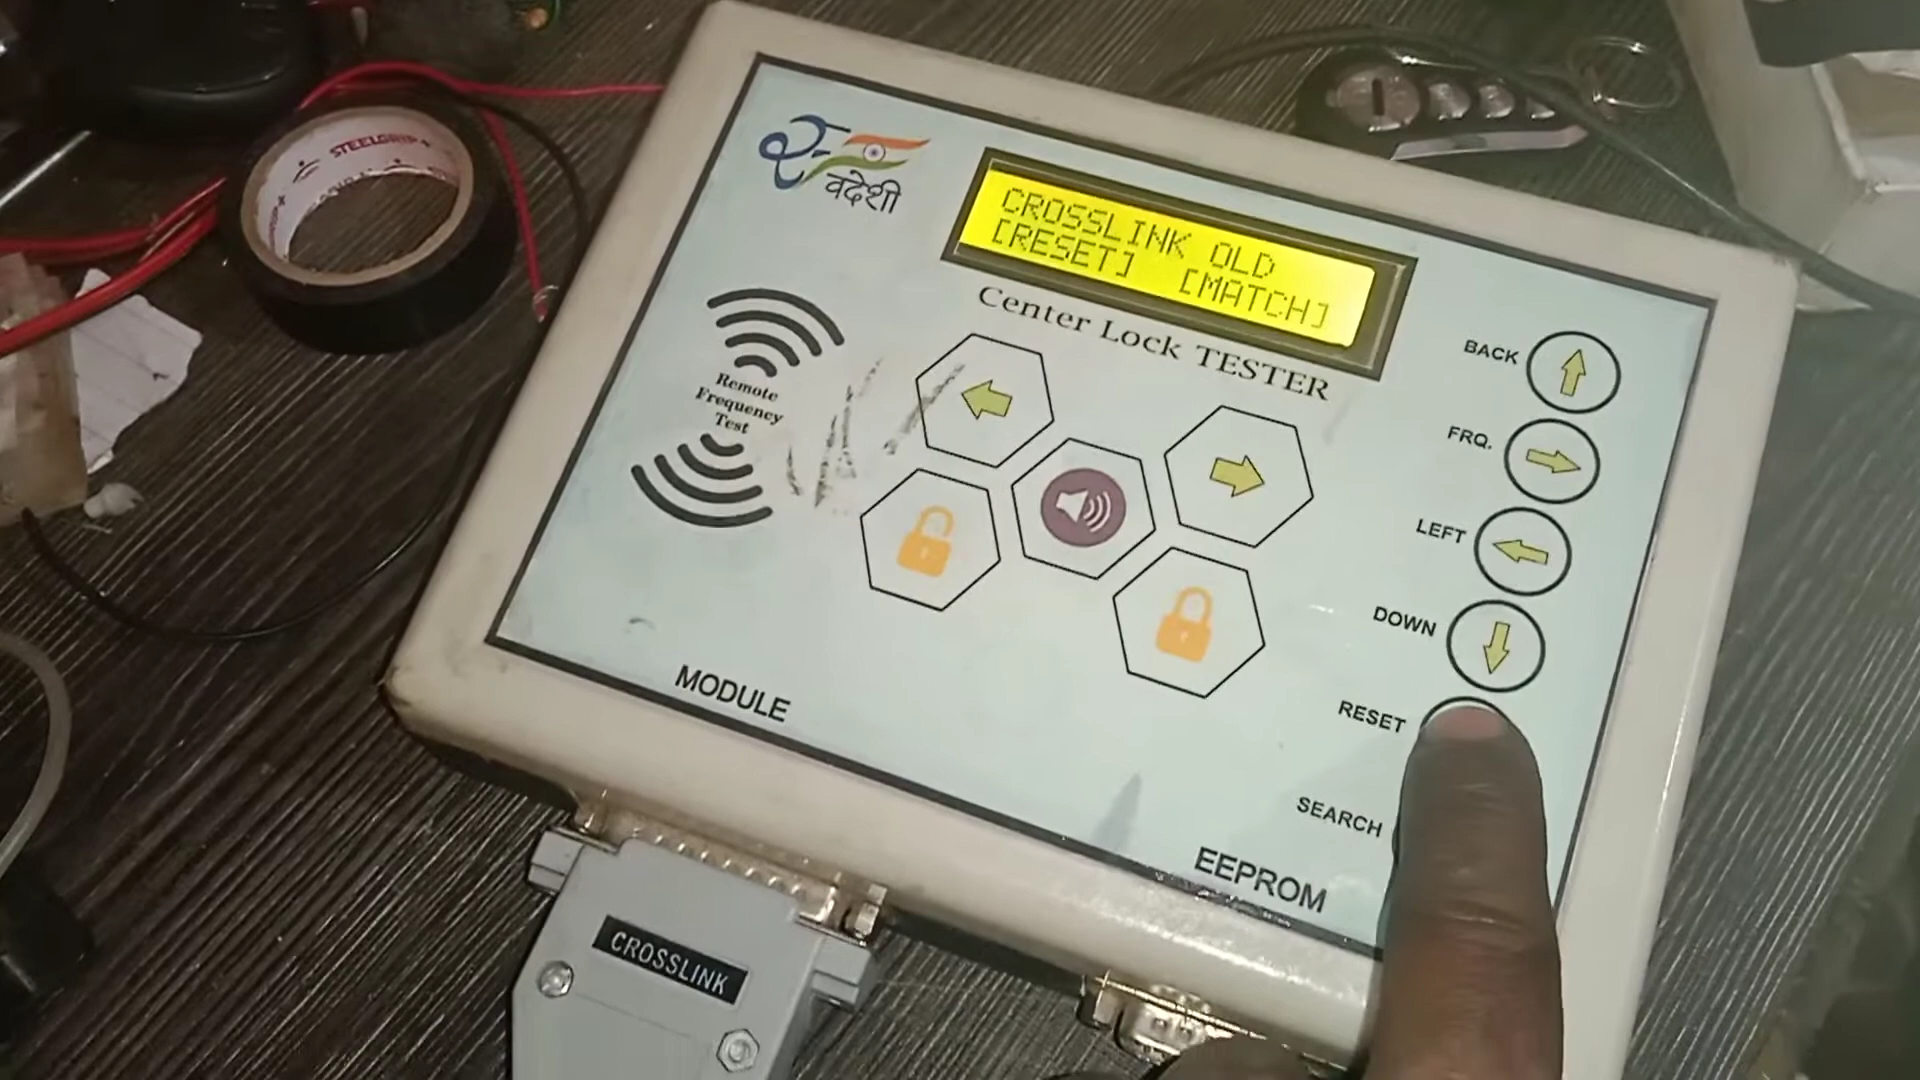 STEELGRIP
स्वदेशी
CROSSLINK OLD
[RESET] [MATCH]
Center Lock TESTER
Remote
Frequency
Test
BACK
FRQ.
LEFT
DOWN
RESET
SEARCH
MODULE
EEPROM
CROSSLINK